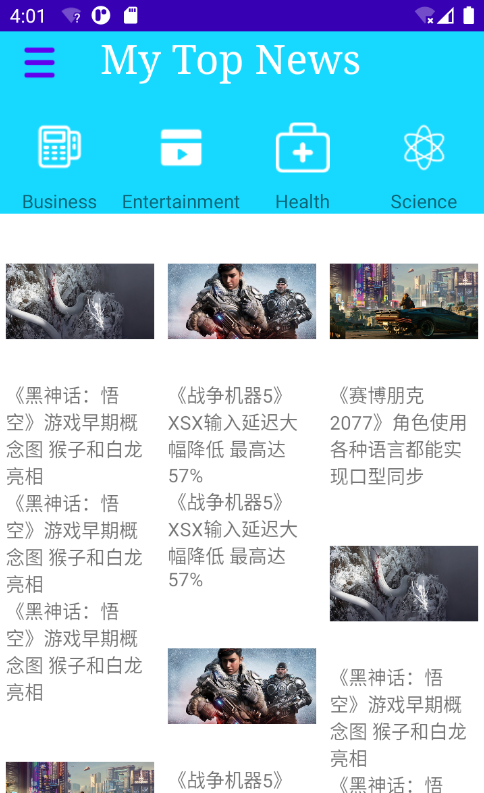 4:01
My Top News
Business
Entertainment
Health
Science
《黑神话：悟
空》游戏早期概
念图 猴子和白龙
亮相
《黑神话：悟
空》游戏早期概
念图 猴子和白龙
亮相
《黑神话：悟
空》游戏早期概
念图 猴子和白龙
亮相
《战争机器5》
XSX输入延迟大
幅降低 最高达
57%
《战争机器5》
XSX输入延迟大
幅降低 最高达
57%
《战争机器5》
《赛博朋克
2077》角色使用
各种语言都能实
现口型同步
《黑神话：悟
空》游戏早期概
念图 猴子和白龙
亮相
《黑神话：悟